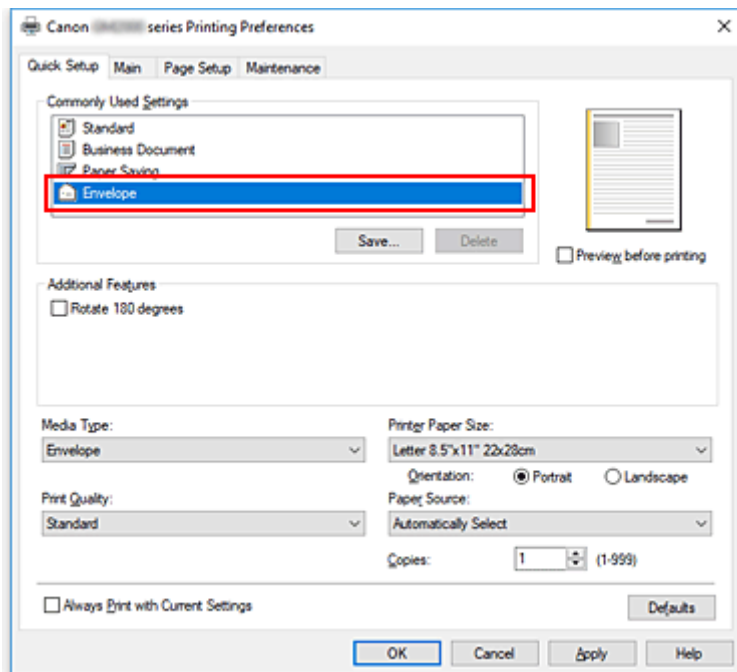 Canon series Printing Preferences
Quick Setup Main Page Setup Maintenance
Commonly Used Settings
Standard
Business Document
Paper Saving
Envelope
Save... Delete
Preview before printing
Additional Features
Rotate 180 degrees
Media Type: Printer Paper Size:
Envelope Letter 8.5"x11" 22x28cm
Orientation: Portrait Landscape
Print Quality: Paper Source:
Standard Automatically Select
Copies: 1 (1-999)
Always Print with Current Settings Defaults
OK Cancel Apply Help